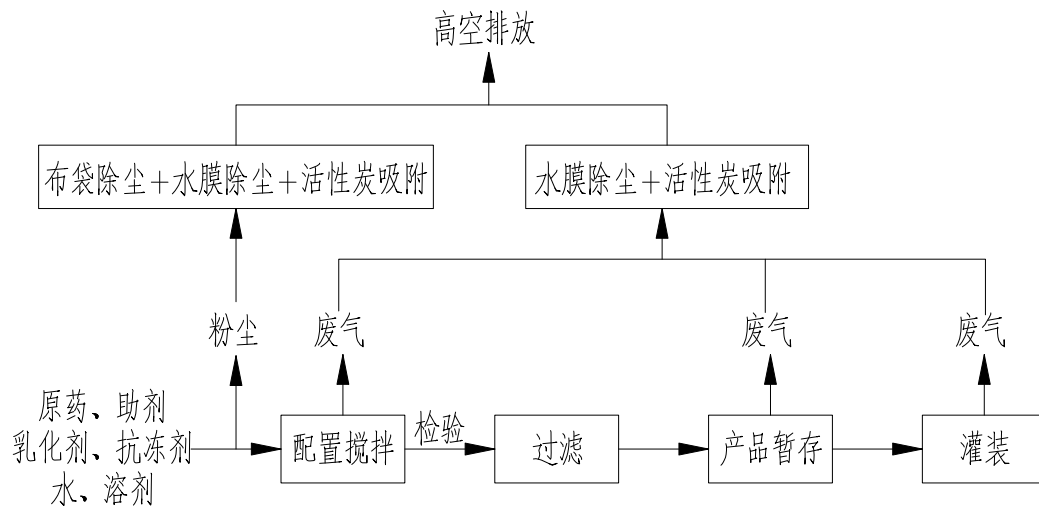 高空排放
布袋除尘+水膜除尘+活性炭吸附
水膜除尘+活性炭吸附
粉尘
废气
废气
废气
原药、助剂
乳化剂、抗冻剂
水、溶剂
配置搅拌
检验
过滤
产品暂存
灌装